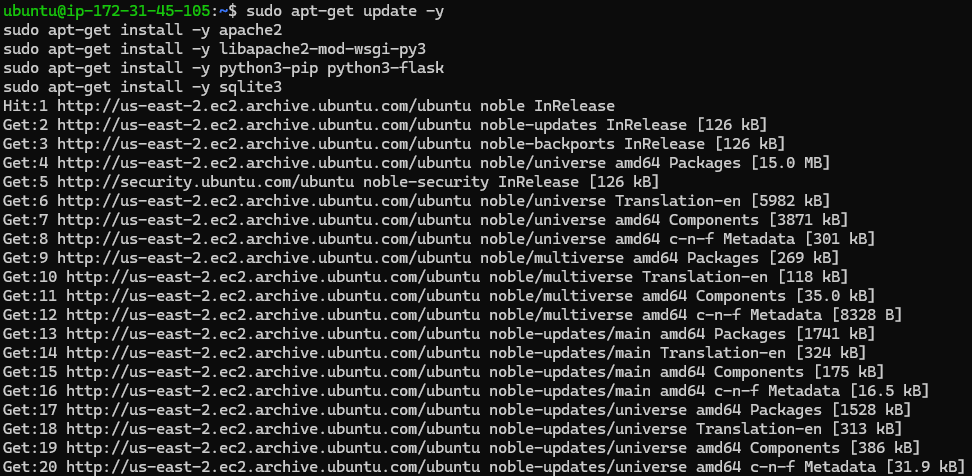 ubuntu@ip-172-31-45-105:~$ sudo apt-get update -y
sudo apt-get install -y apache2
sudo apt-get install -y libapache2-mod-wsgi-py3
sudo apt-get install -y python3-pip python3-flask
sudo apt-get install -y sqlite3
Hit:1 http://us-east-2.ec2.archive.ubuntu.com/ubuntu noble InRelease
Get:2 http://us-east-2.ec2.archive.ubuntu.com/ubuntu noble-updates InRelease [126 kB]
Get:3 http://us-east-2.ec2.archive.ubuntu.com/ubuntu noble-backports InRelease [126 kB]
Get:4 http://us-east-2.ec2.archive.ubuntu.com/ubuntu noble/universe amd64 Packages [15.0 MB]
Get:5 http://security.ubuntu.com/ubuntu noble-security InRelease [126 kB]
Get:6 http://us-east-2.ec2.archive.ubuntu.com/ubuntu noble/universe Translation-en [5982 kB]
Get:7 http://us-east-2.ec2.archive.ubuntu.com/ubuntu noble/universe amd64 Components [3871 kB]
Get:8 http://us-east-2.ec2.archive.ubuntu.com/ubuntu noble/universe amd64 c-n-f Metadata [301 kB]
Get:9 http://us-east-2.ec2.archive.ubuntu.com/ubuntu noble/multiverse amd64 Packages [269 kB]
Get:10 http://us-east-2.ec2.archive.ubuntu.com/ubuntu noble/multiverse Translation-en [118 kB]
Get:11 http://us-east-2.ec2.archive.ubuntu.com/ubuntu noble/multiverse amd64 Components [35.0 kB]
Get:12 http://us-east-2.ec2.archive.ubuntu.com/ubuntu noble/multiverse amd64 c-n-f Metadata [8328 B]
Get:13 http://us-east-2.ec2.archive.ubuntu.com/ubuntu noble-updates/main amd64 Packages [1741 kB]
Get:14 http://us-east-2.ec2.archive.ubuntu.com/ubuntu noble-updates/main Translation-en [324 kB]
Get:15 http://us-east-2.ec2.archive.ubuntu.com/ubuntu noble-updates/main amd64 Components [175 kB]
Get:16 http://us-east-2.ec2.archive.ubuntu.com/ubuntu noble-updates/main amd64 c-n-f Metadata [16.5 kB]
Get:17 http://us-east-2.ec2.archive.ubuntu.com/ubuntu noble-updates/universe amd64 Packages [1528 kB]
Get:18 http://us-east-2.ec2.archive.ubuntu.com/ubuntu noble-updates/universe Translation-en [313 kB]
Get:19 http://us-east-2.ec2.archive.ubuntu.com/ubuntu noble-updates/universe amd64 Components [386 kB]
Get:20 http://us-east-2.ec2.archive.ubuntu.com/ubuntu noble-updates/universe amd64 c-n-f Metadata [31.9 kB]